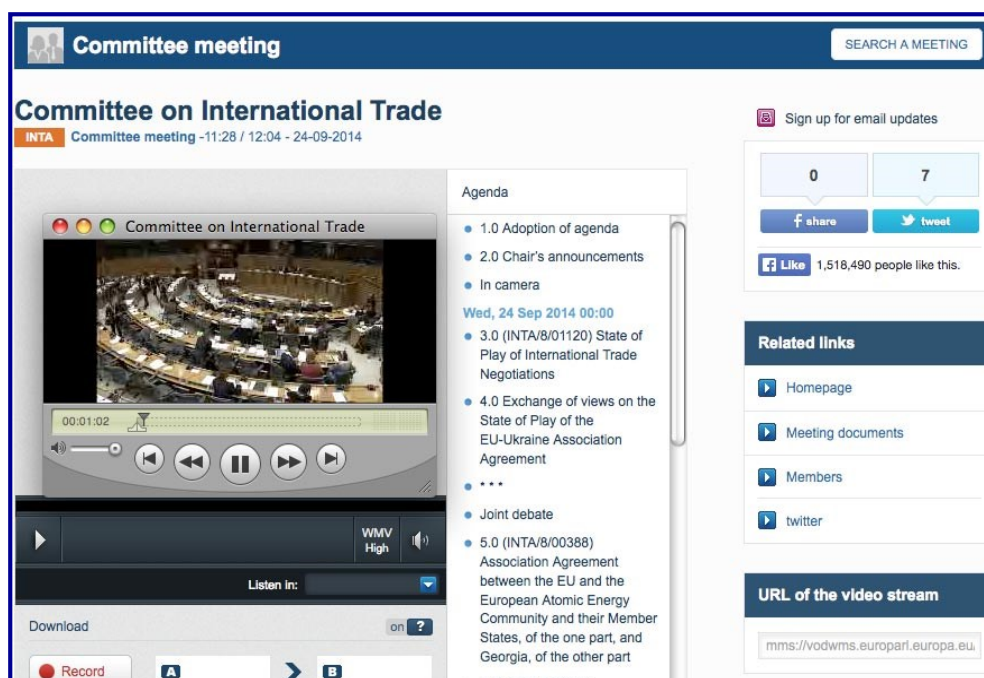 Committee meeting
SEARCH A MEETING
Committee on International Trade
INTA Committee meeting -11:28 / 12:04 - 24-09-2014
Committee on International Trade
00:01:02
WMV
High
Listen in:
Download
on ?
Record
A
B
Agenda
1.0 Adoption of agenda
2.0 Chair's announcements
In camera
Wed, 24 Sep 2014 00:00
3.0 (INTA/8/01120) State of
Play of International Trade
Negotiations
4.0 Exchange of views on the
State of Play of the
EU-Ukraine Association
Agreement
* * *
Joint debate
5.0 (INTA/8/00388)
Association Agreement
between the EU and the
European Atomic Energy
Community and their Member
States, of the one part, and
Georgia, of the other part
Sign up for email updates
0
7
f share
tweet
f Like 1,518,490 people like this.
Related links
Homepage
Meeting documents
Members
twitter
URL of the video stream
mms://vodwms.europarl.europa.eu/